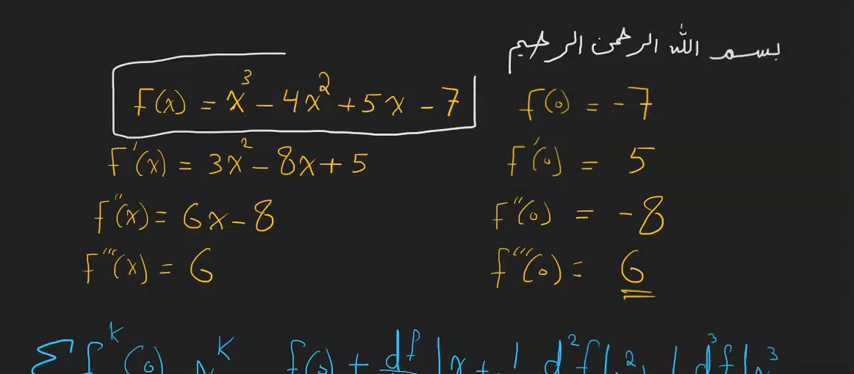 بسم الله الرحمن الرحيم
f(x) = x³ − 4x² + 5x − 7
f(0) = −7
f′(x) = 3x² − 8x + 5
f′(0) = 5
f″(x) = 6x − 8
f″(0) = −8
f‴(x) = 6
f‴(0) = 6